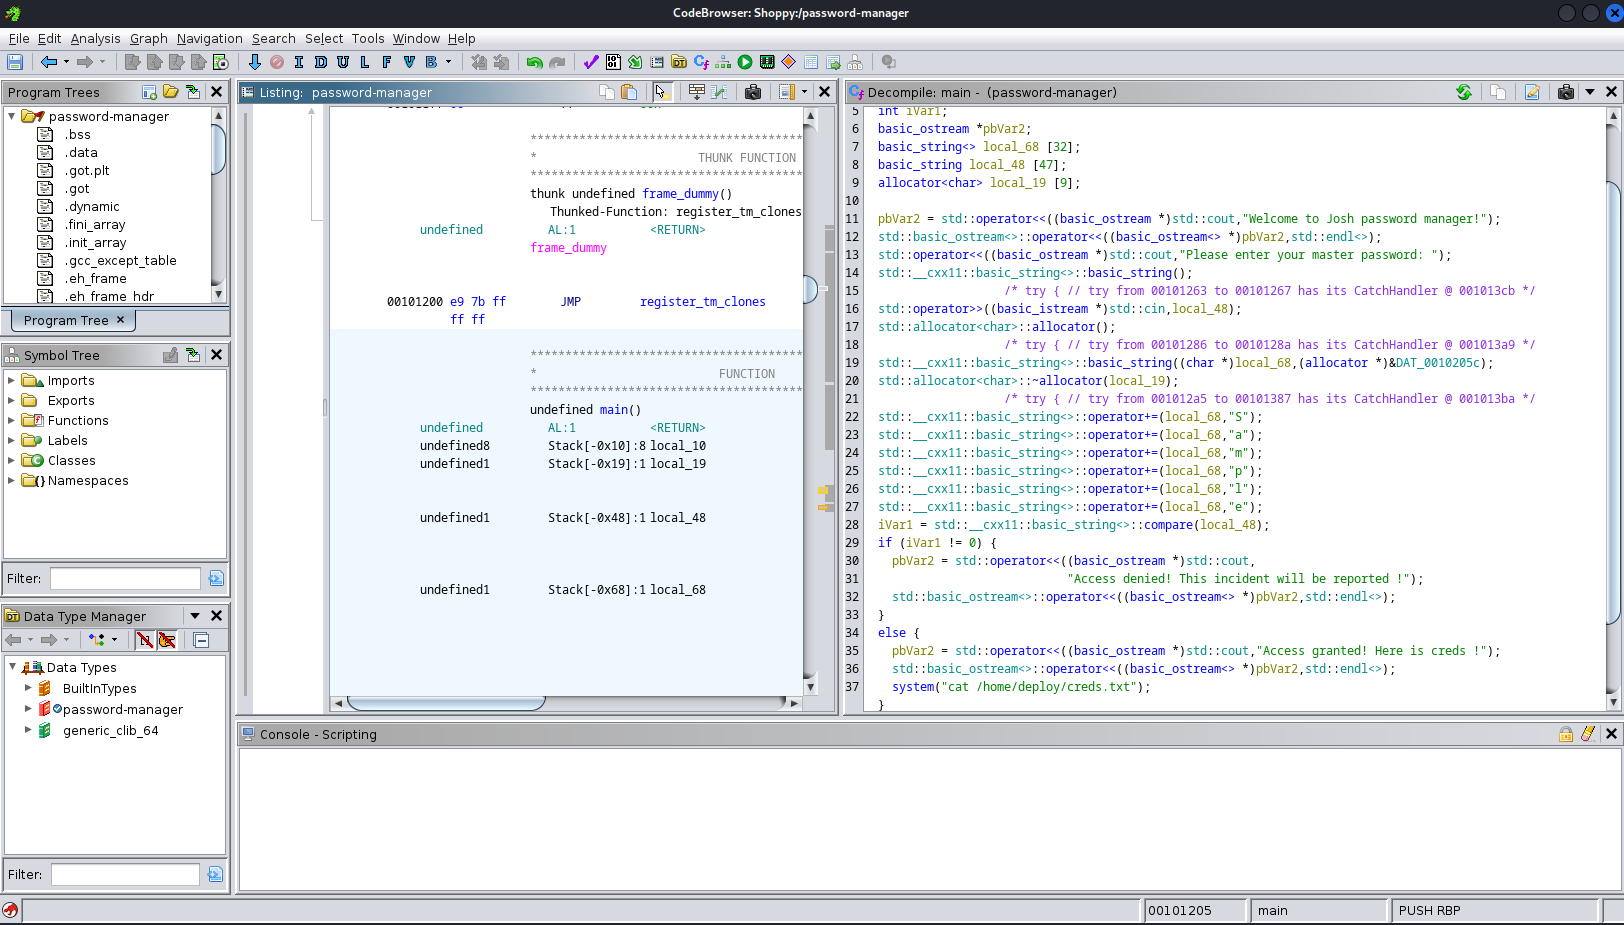 CodeBrowser: Shoppy:/password-manager
File Edit Analysis Graph Navigation Search Select Tools Window Help
I D U L F V B
Program Trees
password-manager
.bss
.data
.got.plt
.got
.dynamic
.fini_array
.init_array
.gcc_except_table
.eh_frame
.eh_frame_hdr
Program Tree ×
Symbol Tree
Imports
Exports
Functions
Labels
Classes
Namespaces
Filter:
Data Type Manager
Data Types
BuiltInTypes
password-manager
generic_clib_64
Filter:
Listing: password-manager
***************************************
* THUNK FUNCTION
***************************************
thunk undefined frame_dummy()
Thunked-Function: register_tm_clones
undefined AL:1 <RETURN>
frame_dummy
00101200 e9 7b ff JMP register_tm_clones
ff ff
***************************************
* FUNCTION
***************************************
undefined main()
undefined AL:1 <RETURN>
undefined8 Stack[-0x10]:8 local_10
undefined1 Stack[-0x19]:1 local_19
undefined1 Stack[-0x48]:1 local_48
undefined1 Stack[-0x68]:1 local_68
Decompile: main - (password-manager)
5 int iVar1;
6 basic_ostream *pbVar2;
7 basic_string<> local_68 [32];
8 basic_string local_48 [47];
9 allocator<char> local_19 [9];
10
11 pbVar2 = std::operator<<((basic_ostream *)std::cout,"Welcome to Josh password manager!");
12 std::basic_ostream<>::operator<<((basic_ostream<> *)pbVar2,std::endl<>);
13 std::operator<<((basic_ostream *)std::cout,"Please enter your master password: ");
14 std::__cxx11::basic_string<>::basic_string();
15 /* try { // try from 00101263 to 00101267 has its CatchHandler @ 001013cb */
16 std::operator>>((basic_istream *)std::cin,local_48);
17 std::allocator<char>::allocator();
18 /* try { // try from 00101286 to 0010128a has its CatchHandler @ 001013a9 */
19 std::__cxx11::basic_string<>::basic_string((char *)local_68,(allocator *)&DAT_0010205c);
20 std::allocator<char>::~allocator(local_19);
21 /* try { // try from 001012a5 to 00101387 has its CatchHandler @ 001013ba */
22 std::__cxx11::basic_string<>::operator+=(local_68,"S");
23 std::__cxx11::basic_string<>::operator+=(local_68,"a");
24 std::__cxx11::basic_string<>::operator+=(local_68,"m");
25 std::__cxx11::basic_string<>::operator+=(local_68,"p");
26 std::__cxx11::basic_string<>::operator+=(local_68,"l");
27 std::__cxx11::basic_string<>::operator+=(local_68,"e");
28 iVar1 = std::__cxx11::basic_string<>::compare(local_48);
29 if (iVar1 != 0) {
30 pbVar2 = std::operator<<((basic_ostream *)std::cout,
31 "Access denied! This incident will be reported !");
32 std::basic_ostream<>::operator<<((basic_ostream<> *)pbVar2,std::endl<>);
33 }
34 else {
35 pbVar2 = std::operator<<((basic_ostream *)std::cout,"Access granted! Here is creds !");
36 std::basic_ostream<>::operator<<((basic_ostream<> *)pbVar2,std::endl<>);
37 system("cat /home/deploy/creds.txt");
}
Console - Scripting
00101205 main PUSH RBP